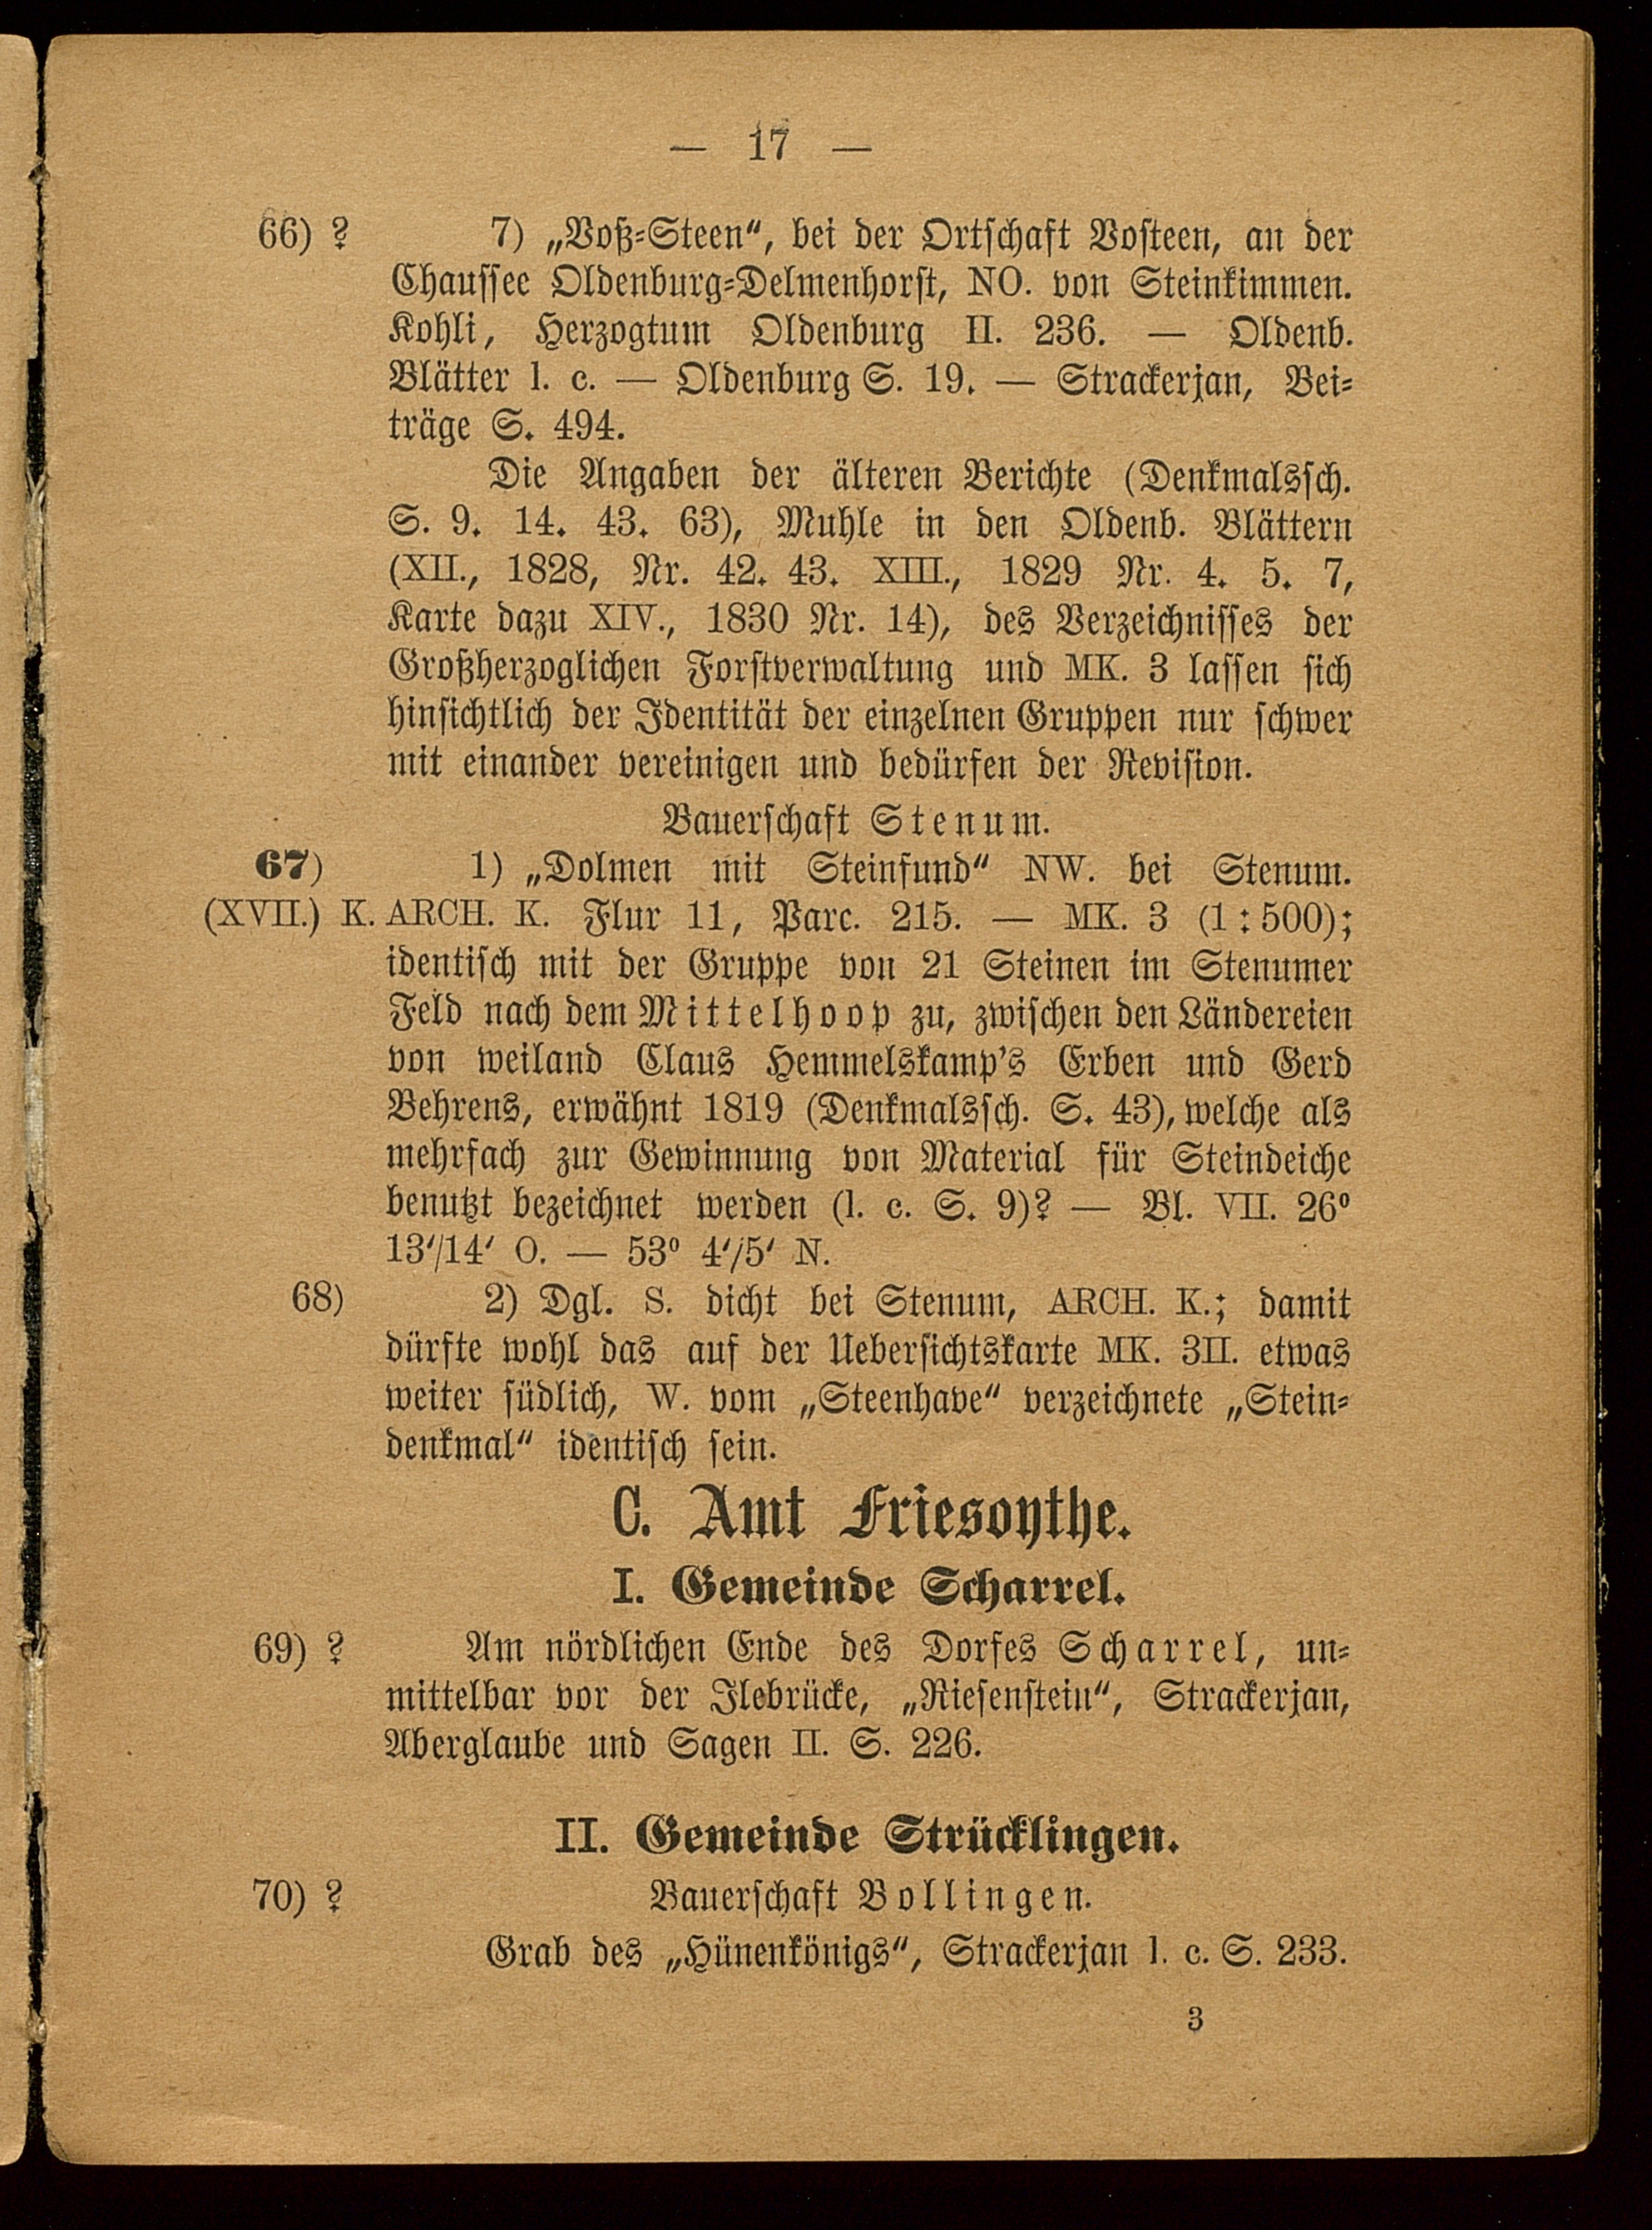 — 17 —
66) ? 7) „Voß-Steen“, bei der Ortschaft Vosteen, an der
Chaussee Oldenburg-Delmenhorst, NO. von Steinkimmen.
Kohli, Herzogtum Oldenburg II. 236. — Oldenb.
Blätter l. c. — Oldenburg S. 19. — Strackerjan, Bei-
träge S. 494.
Die Angaben der älteren Berichte (Denkmalssch.
S. 9. 14. 43. 63), Muhle in den Oldenb. Blättern
(XII., 1828, Nr. 42. 43. XIII., 1829 Nr. 4. 5. 7,
Karte dazu XIV., 1830 Nr. 14), des Verzeichnisses der
Großherzoglichen Forstverwaltung und MK. 3 lassen sich
hinsichtlich der Identität der einzelnen Gruppen nur schwer
mit einander vereinigen und bedürfen der Revision.
Bauerschaft Stenum.
67) 1) „Dolmen mit Steinfund“ NW. bei Stenum.
(XVII.) K. ARCH. K. Flur 11, Parc. 215. — MK. 3 (1 : 500);
identisch mit der Gruppe von 21 Steinen im Stenumer
Feld nach dem Mittelhoop zu, zwischen den Ländereien
von weiland Claus Hemmelskamp's Erben und Gerd
Behrens, erwähnt 1819 (Denkmalssch. S. 43), welche als
mehrfach zur Gewinnung von Material für Steindeiche
benutzt bezeichnet werden (l. c. S. 9)? — Bl. VII. 26⁰
13′/14′ O. — 53⁰ 4′/5′ N.
68) 2) Dgl. S. dicht bei Stenum, ARCH. K.; damit
dürfte wohl das auf der Uebersichtskarte MK. 3II. etwas
weiter südlich, W. vom „Steenhave“ verzeichnete „Stein-
denkmal“ identisch sein.
C. Amt Friesoythe.
I. Gemeinde Scharrel.
69) ? Am nördlichen Ende des Dorfes Scharrel, un-
mittelbar vor der Ilebrücke, „Riesenstein“, Strackerjan,
Aberglaube und Sagen II. S. 226.
II. Gemeinde Strücklingen.
70) ? Bauerschaft Bollingen.
Grab des „Hünenkönigs“, Strackerjan l. c. S. 233.
3